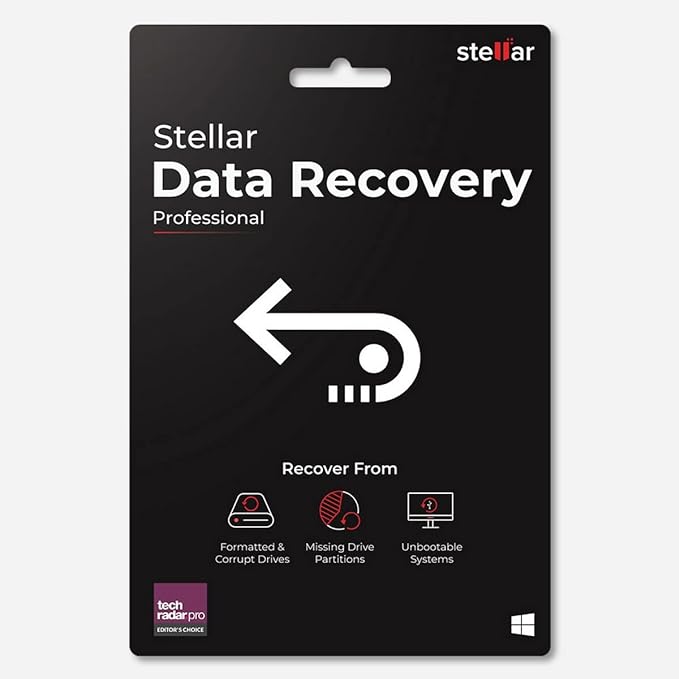 stellar
Stellar
Data Recovery
Professional
Recover From
Formatted &
Corrupt Drives
Missing Drive
Partitions
Unbootable
Systems
tech
radar pro
EDITOR'S CHOICE